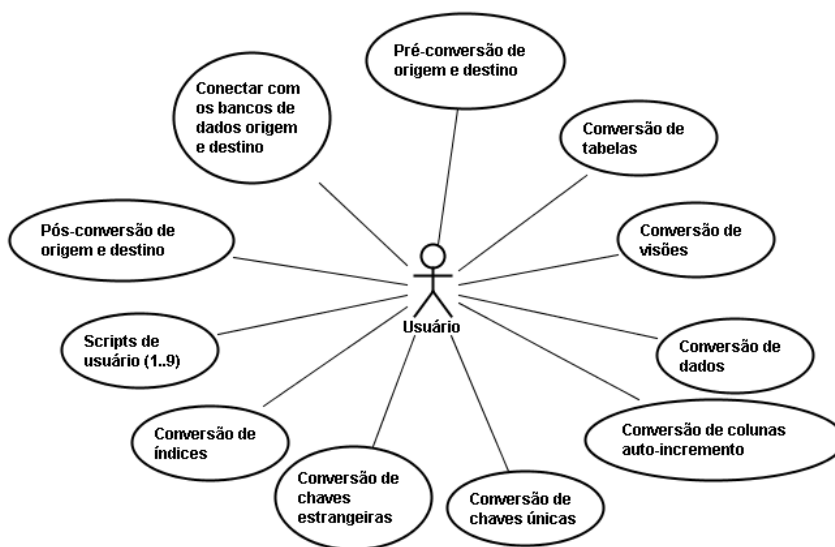 Pré-conversão de
origem e destino
Conectar com
os bancos de
dados origem
e destino
Conversão de
tabelas
Pós-conversão de
origem e destino
Conversão de
visões
Usuário
Scripts de
usuário (1..9)
Conversão de
dados
Conversão de
índices
Conversão de colunas
auto-incremento
Conversão de
chaves
estrangeiras
Conversão de
chaves únicas